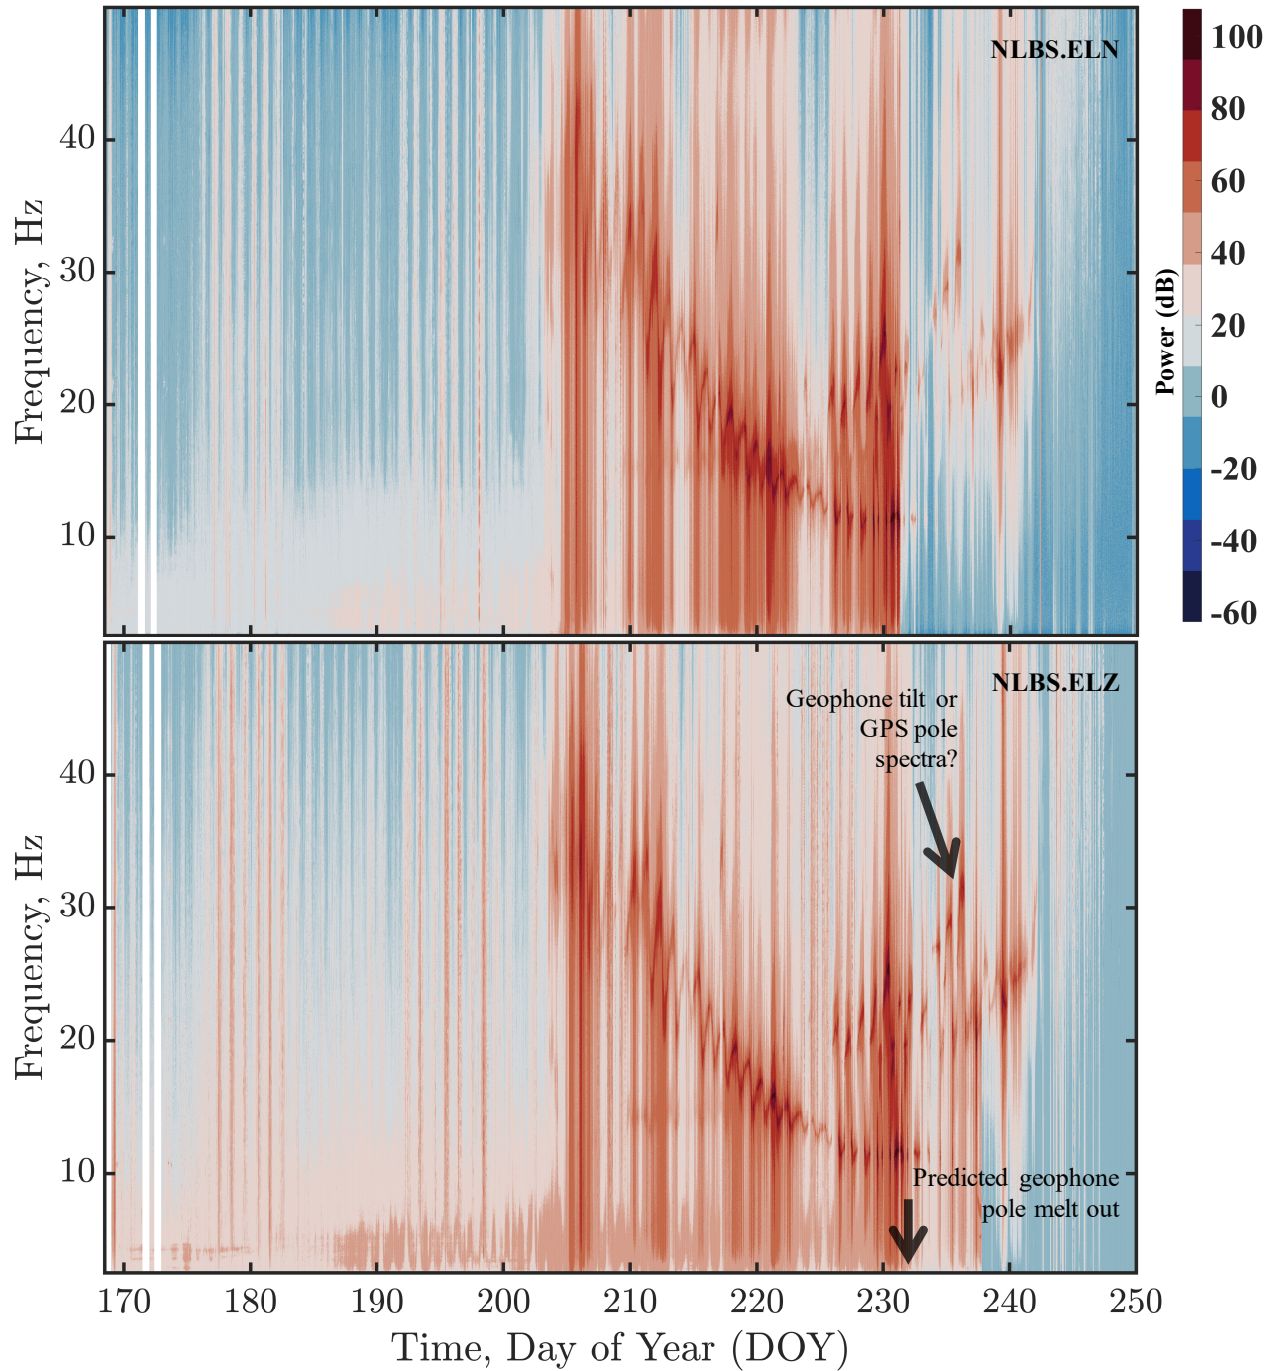 NLBS.ELN
40
30
20
10
Frequency, Hz
100
80
60
40
20
0
-20
-40
-60
Power (dB)
NLBS.ELZ
Geophone tilt or
GPS pole
spectra?
40
30
20
10
Frequency, Hz
Predicted geophone
pole melt out
170 180 190 200 210 220 230 240 250
Time, Day of Year (DOY)